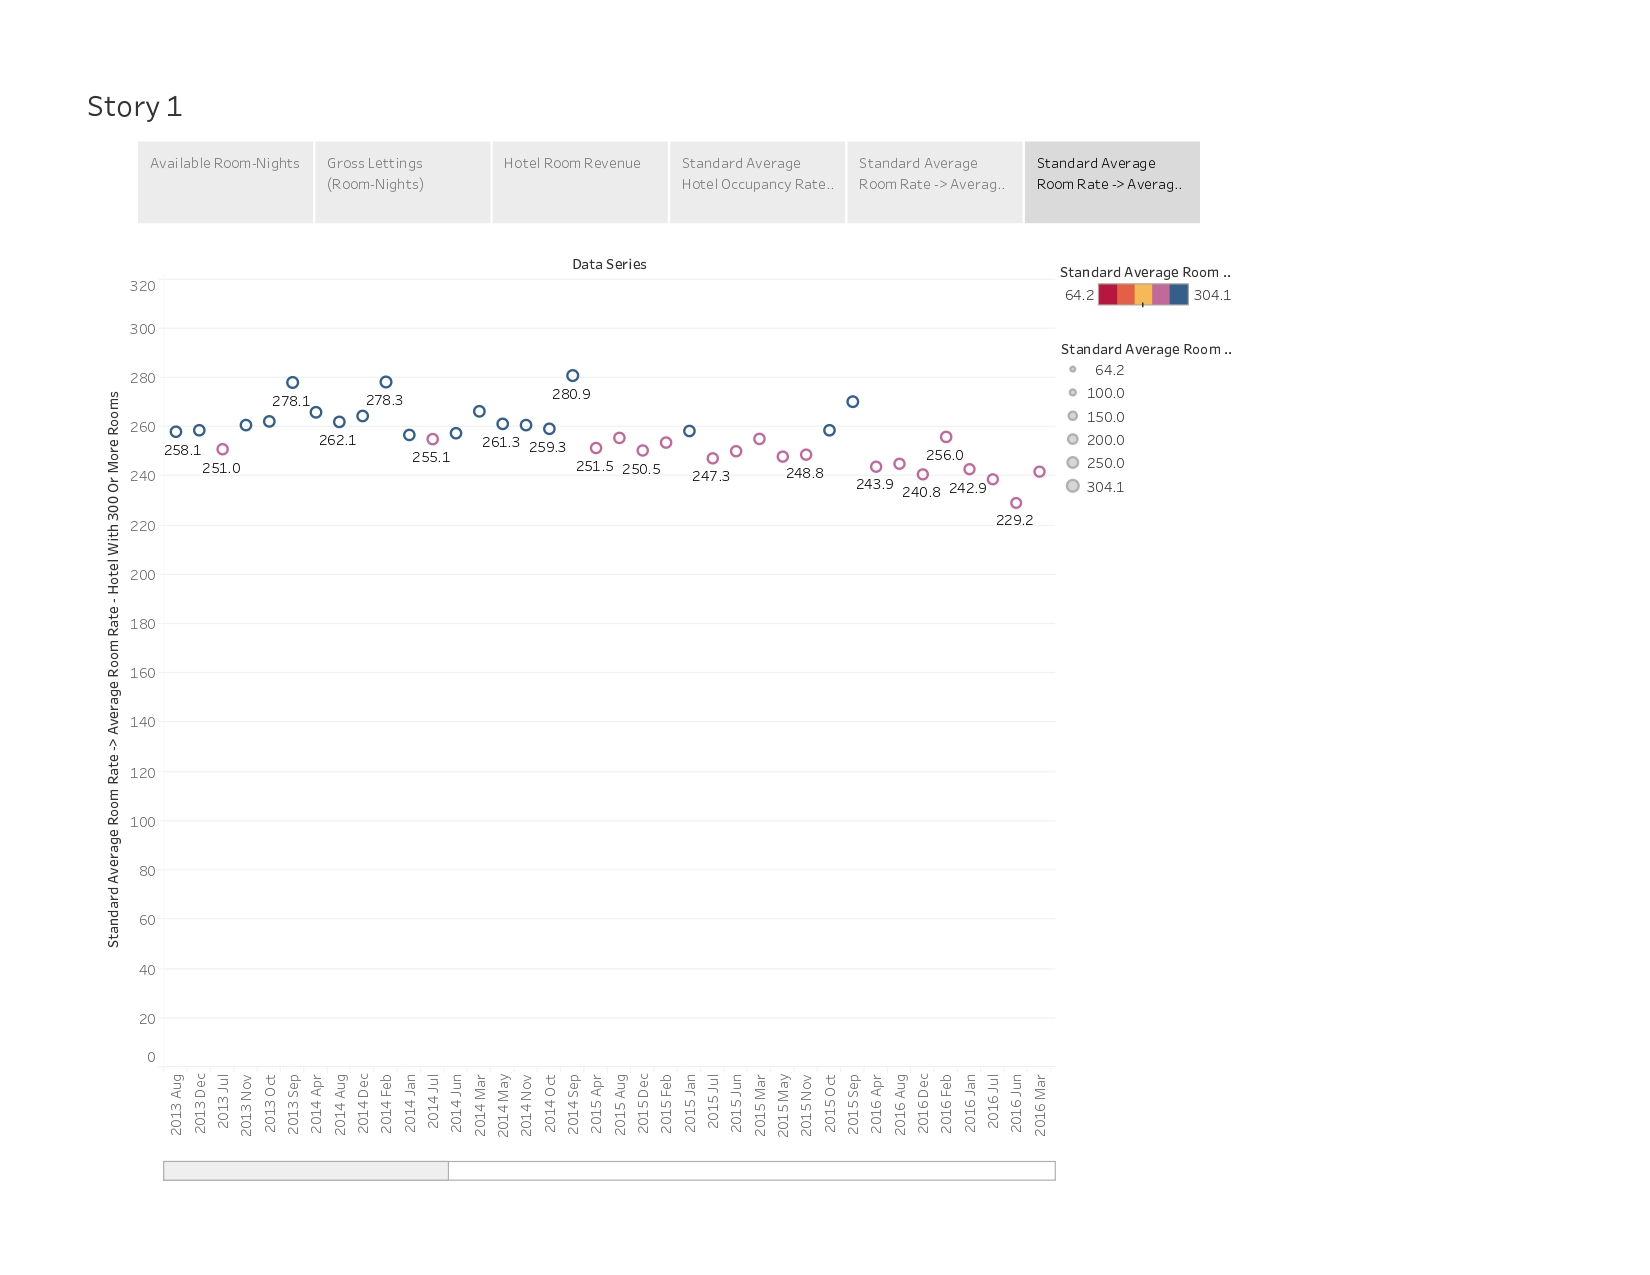 Story 1
Available Room-Nights
Gross Lettings
(Room-Nights)
Hotel Room Revenue
Standard Average
Hotel Occupancy Rate..
Standard Average
Room Rate -> Averag..
Standard Average
Room Rate -> Averag..
Data Series
Standard Average Room Rate -> Average Room Rate - Hotel With 300 Or More Rooms
320
300
280
260
240
220
200
180
160
140
120
100
80
60
40
20
0
258.1
251.0
278.1
262.1
278.3
255.1
261.3
259.3
280.9
251.5
250.5
247.3
248.8
243.9
240.8
256.0
242.9
229.2
2013 Aug
2013 Dec
2013 Jul
2013 Nov
2013 Oct
2013 Sep
2014 Apr
2014 Aug
2014 Dec
2014 Feb
2014 Jan
2014 Jul
2014 Jun
2014 Mar
2014 May
2014 Nov
2014 Oct
2014 Sep
2015 Apr
2015 Aug
2015 Dec
2015 Feb
2015 Jan
2015 Jul
2015 Jun
2015 Mar
2015 May
2015 Nov
2015 Oct
2015 Sep
2016 Apr
2016 Aug
2016 Dec
2016 Feb
2016 Jan
2016 Jul
2016 Jun
2016 Mar
Standard Average Room ..
64.2 304.1
Standard Average Room ..
64.2
100.0
150.0
200.0
250.0
304.1